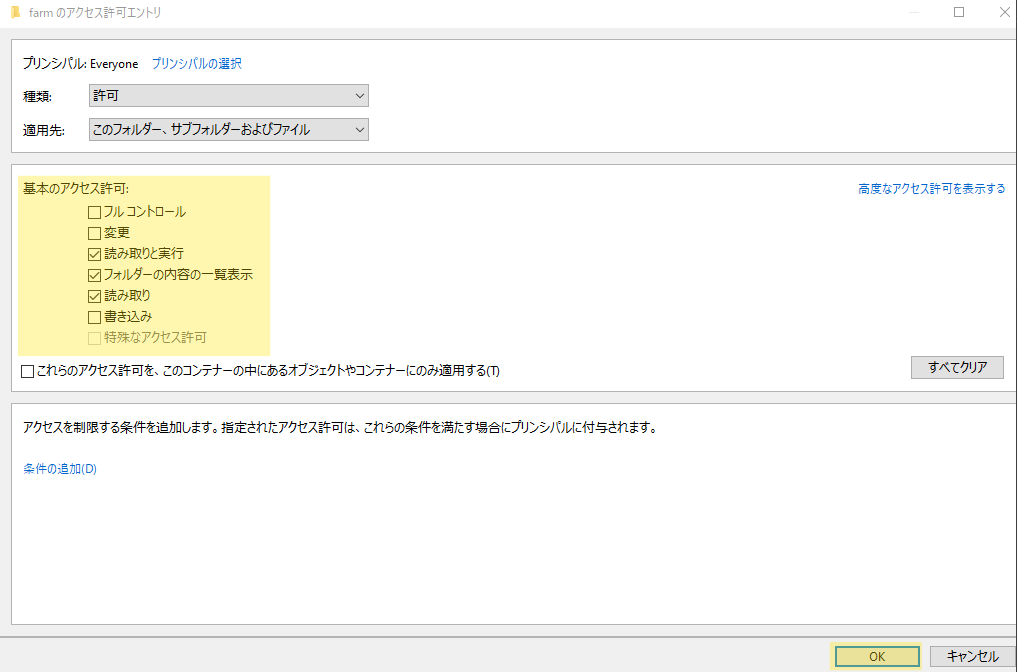 farm のアクセス許可エントリ
プリンシパル: Everyone プリンシパルの選択
種類: 許可
適用先: このフォルダー、サブフォルダーおよびファイル
基本のアクセス許可: 高度なアクセス許可を表示する
フル コントロール
変更
読み取りと実行
フォルダーの内容の一覧表示
読み取り
書き込み
特殊なアクセス許可
これらのアクセス許可を、このコンテナーの中にあるオブジェクトやコンテナーにのみ適用する(T) すべてクリア
アクセスを制限する条件を追加します。指定されたアクセス許可は、これらの条件を満たす場合にプリンシパルに付与されます。
条件の追加(D)
OK キャンセル